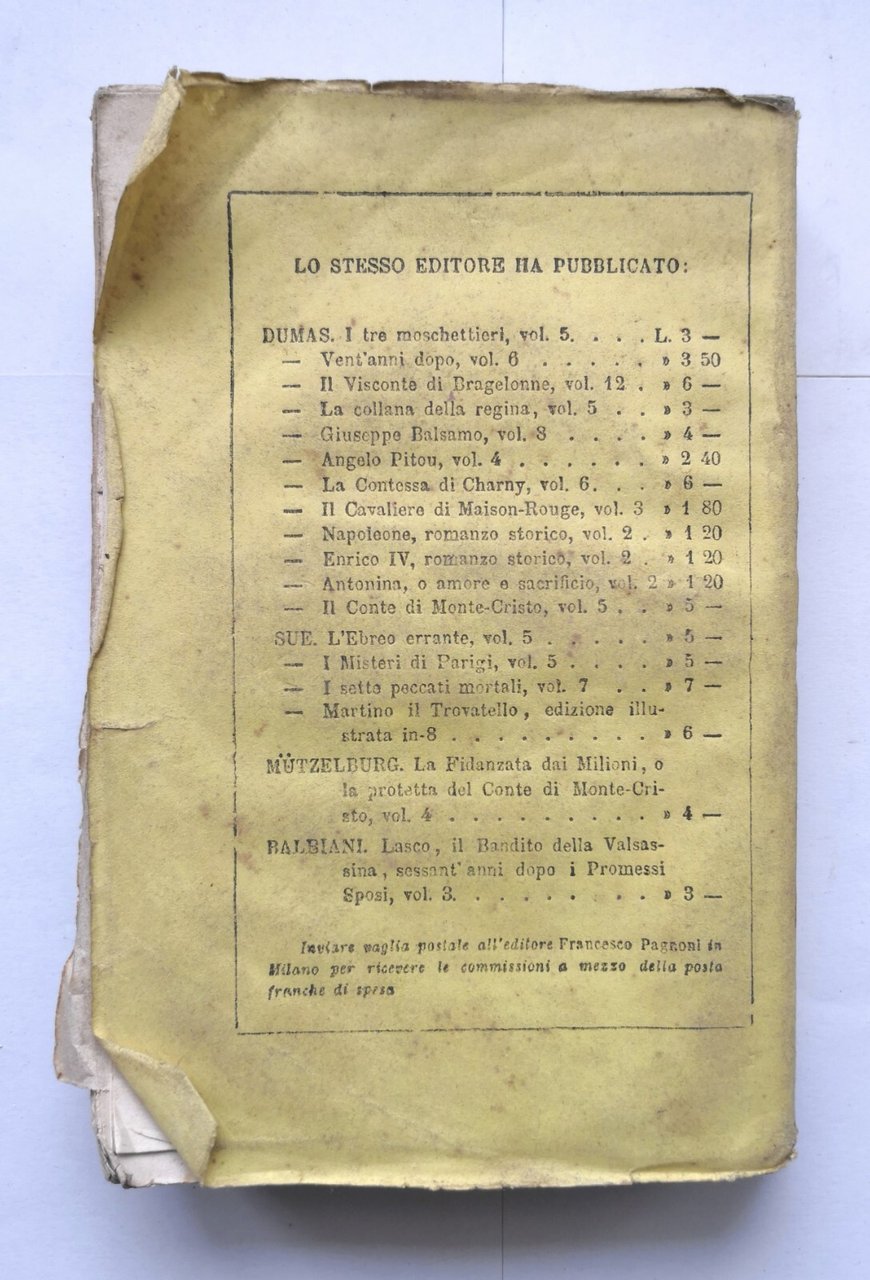 LO STESSO EDITORE HA PUBBLICATO:
DUMAS. I tre moschettieri, vol. 5. . . . L. 3 —
— Vent'anni dopo, vol. 6 . . . . . » 3 50
— Il Visconte di Bragelonne, vol. 12 . » 6 —
— La collana della regina, vol. 5 . . » 3 —
— Giuseppe Balsamo, vol. 8 . . . . » 4 —
— Angelo Pitou, vol. 4 . . . . . . » 2 40
— La Contessa di Charny, vol. 6. . . » 6 —
— Il Cavaliere di Maison-Rouge, vol. 3 » 1 80
— Napoleone, romanzo storico, vol. 2 . » 1 20
— Enrico IV, romanzo storico, vol. 2 . » 1 20
— Antonina, o amore e sacrificio, vol. 2 » 1 20
— Il Conte di Monte-Cristo, vol. 5 . . » 5 —
SUE. L'Ebreo errante, vol. 5 . . . . . » 5 —
— I Misteri di Parigi, vol. 5 . . . . » 5 —
— I sette peccati mortali, vol. 7 . . » 7 —
— Martino il Trovatello, edizione illu-
strata in-8 . . . . . . . . . » 6 —
MÜTZELBURG. La Fidanzata dai Milioni, o
la protetta del Conte di Monte-Cri-
sto, vol. 4 . . . . . . . . . . » 4 —
BALBIANI. Lasco, il Bandito della Valsas-
sina, sessant'anni dopo i Promessi
Sposi, vol. 3. . . . . . . . . » 3 —
Inviare vaglia postale all'editore Francesco Pagnoni in
Milano per ricevere le commissioni a mezzo della posta
franche di spesa